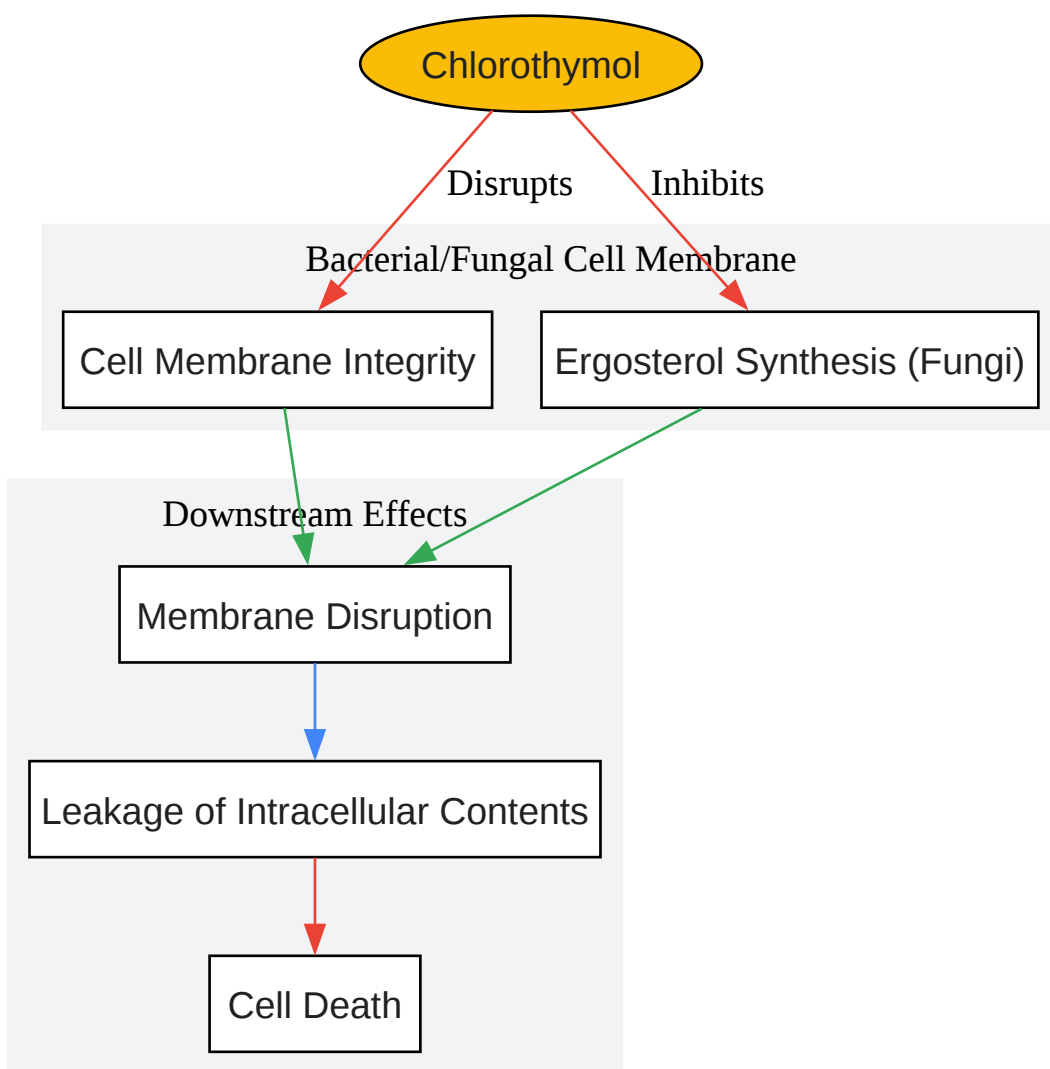 Chlorothymol
Disrupts
Inhibits
Bacterial/Fungal Cell Membrane
Cell Membrane Integrity
Ergosterol Synthesis (Fungi)
Downstream Effects
Membrane Disruption
Leakage of Intracellular Contents
Cell Death